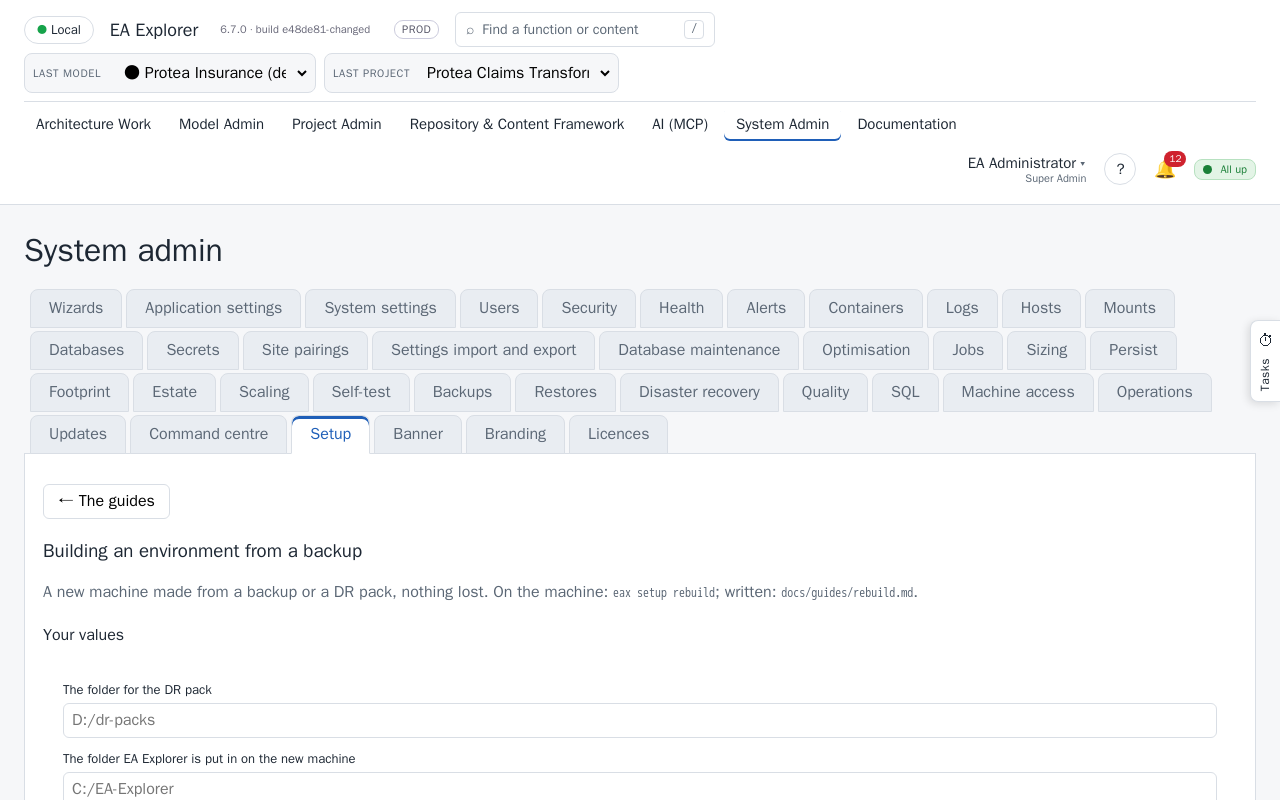 Local
EA Explorer
6.7.0 · build e48de81-changed
PROD
Find a function or content
/
LAST MODEL
Protea Insurance (de
LAST PROJECT
Protea Claims Transfor
Architecture Work
Model Admin
Project Admin
Repository & Content Framework
AI (MCP)
System Admin
Documentation
EA Administrator
Super Admin
?
12
All up
System admin
Wizards
Application settings
System settings
Users
Security
Health
Alerts
Containers
Logs
Hosts
Mounts
Databases
Secrets
Site pairings
Settings import and export
Database maintenance
Optimisation
Jobs
Sizing
Persist
Footprint
Estate
Scaling
Self-test
Backups
Restores
Disaster recovery
Quality
SQL
Machine access
Operations
Updates
Command centre
Setup
Banner
Branding
Licences
Tasks
← The guides
Building an environment from a backup
A new machine made from a backup or a DR pack, nothing lost. On the machine: eax setup rebuild; written: docs/guides/rebuild.md.
Your values
The folder for the DR pack
D:/dr-packs
The folder EA Explorer is put in on the new machine
C:/EA-Explorer